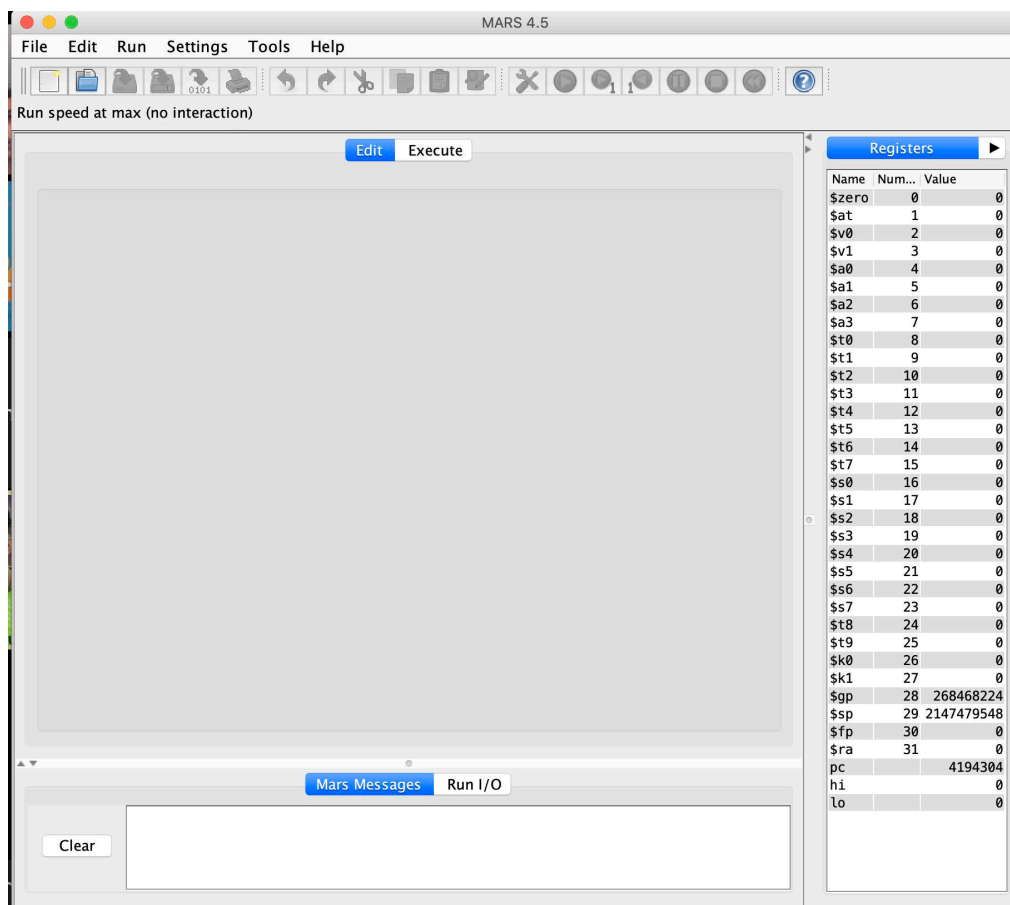 MARS 4.5
File Edit Run Settings Tools Help
0101 1 1 ?
Run speed at max (no interaction)
Edit Execute
Registers
Name Num... Value
$zero 0 0
$at 1 0
$v0 2 0
$v1 3 0
$a0 4 0
$a1 5 0
$a2 6 0
$a3 7 0
$t0 8 0
$t1 9 0
$t2 10 0
$t3 11 0
$t4 12 0
$t5 13 0
$t6 14 0
$t7 15 0
$s0 16 0
$s1 17 0
$s2 18 0
$s3 19 0
$s4 20 0
$s5 21 0
$s6 22 0
$s7 23 0
$t8 24 0
$t9 25 0
$k0 26 0
$k1 27 0
$gp 28 268468224
$sp 29 2147479548
$fp 30 0
$ra 31 0
pc 4194304
hi 0
lo 0
Mars Messages Run I/O
Clear